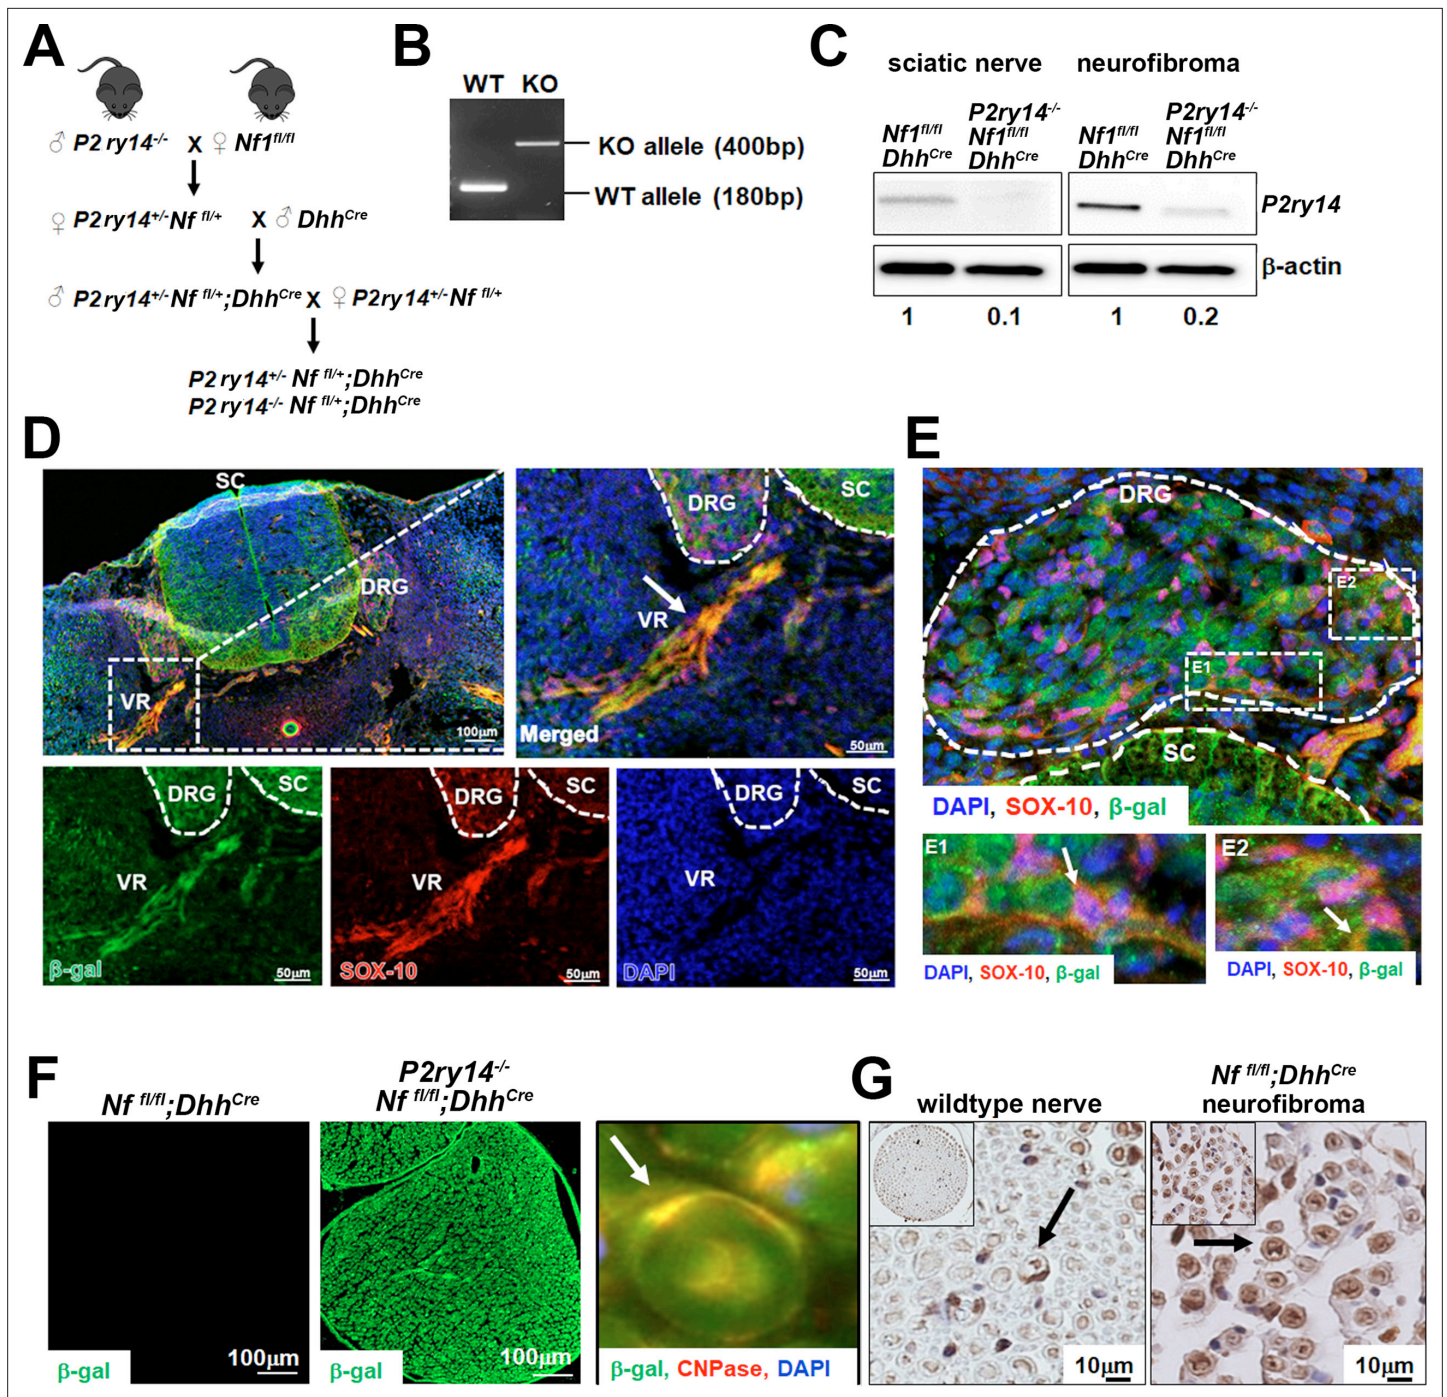 A
♂ P2ry14-/- X ♀ Nf1fl/fl
♀ P2ry14+/-Nf fl/+ X ♂ DhhCre
♂ P2ry14+/-Nf fl/+;DhhCre X ♀ P2ry14+/-Nf fl/+
P2ry14+/- Nf fl/+;DhhCre
P2ry14-/- Nf fl/+;DhhCre
B
WT KO
KO allele (400bp)
WT allele (180bp)
C
sciatic nerve neurofibroma
Nf1fl/fl
DhhCre
P2ry14-/-
Nf1fl/fl
DhhCre
Nf1fl/fl
DhhCre
P2ry14-/-
Nf1fl/fl
DhhCre
P2ry14
β-actin
1 0.1 1 0.2
D
SC
DRG
VR
100µm
DRG
SC
VR
Merged
50µm
DRG
SC
VR
β-gal
50µm
DRG
SC
VR
SOX-10
50µm
DRG
SC
VR
DAPI
50µm
E
DRG
E2
E1
SC
DAPI, SOX-10, β-gal
E1
DAPI, SOX-10, β-gal
E2
DAPI, SOX-10, β-gal
F
Nf fl/fl;DhhCre
β-gal
100µm
P2ry14-/-
Nf fl/fl;DhhCre
β-gal
100µm
β-gal, CNPase, DAPI
G
wildtype nerve
10µm
Nf fl/fl;DhhCre
neurofibroma
10µm